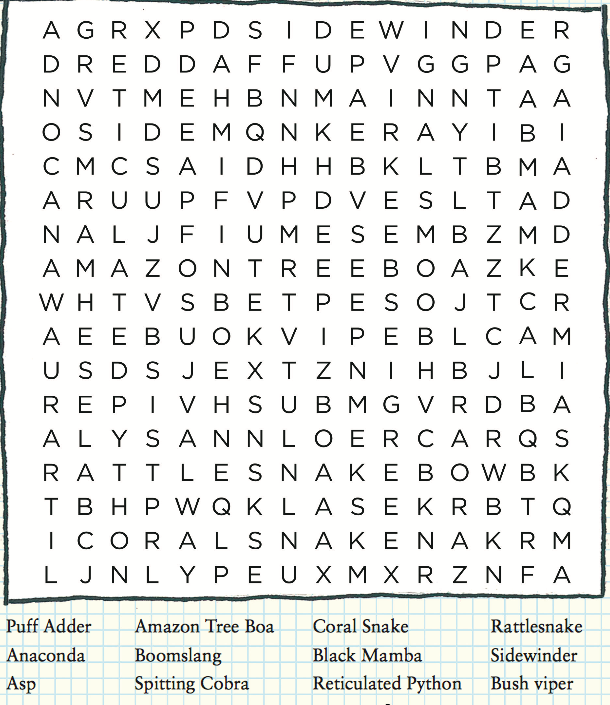 A G R X P D S I D E W I N D E R
D R E D D A F F U P V G G P A G
N V T M E H B N M A I N N T A A
O S I D E M Q N K E R A Y I B I
C M C S A I D H H B K L T B M A
A R U U P F V P D V E S L T A D
N A L J F I U M E S E M B Z M D
A M A Z O N T R E E B O A Z K E
W H T V S B E T P E S O J T C R
A E E B U O K V I P E B L C A M
U S D S J E X T Z N I H B J L I
R E P I V H S U B M G V R D B A
A L Y S A N N L O E R C A R Q S
R A T T L E S N A K E B O W B K
T B H P W Q K L A S E K R B T Q
I C O R A L S N A K E N A K R M
L J N L Y P E U X M X R Z N F A
Puff Adder Amazon Tree Boa Coral Snake Rattlesnake
Anaconda Boomslang Black Mamba Sidewinder
Asp Spitting Cobra Reticulated Python Bush viper